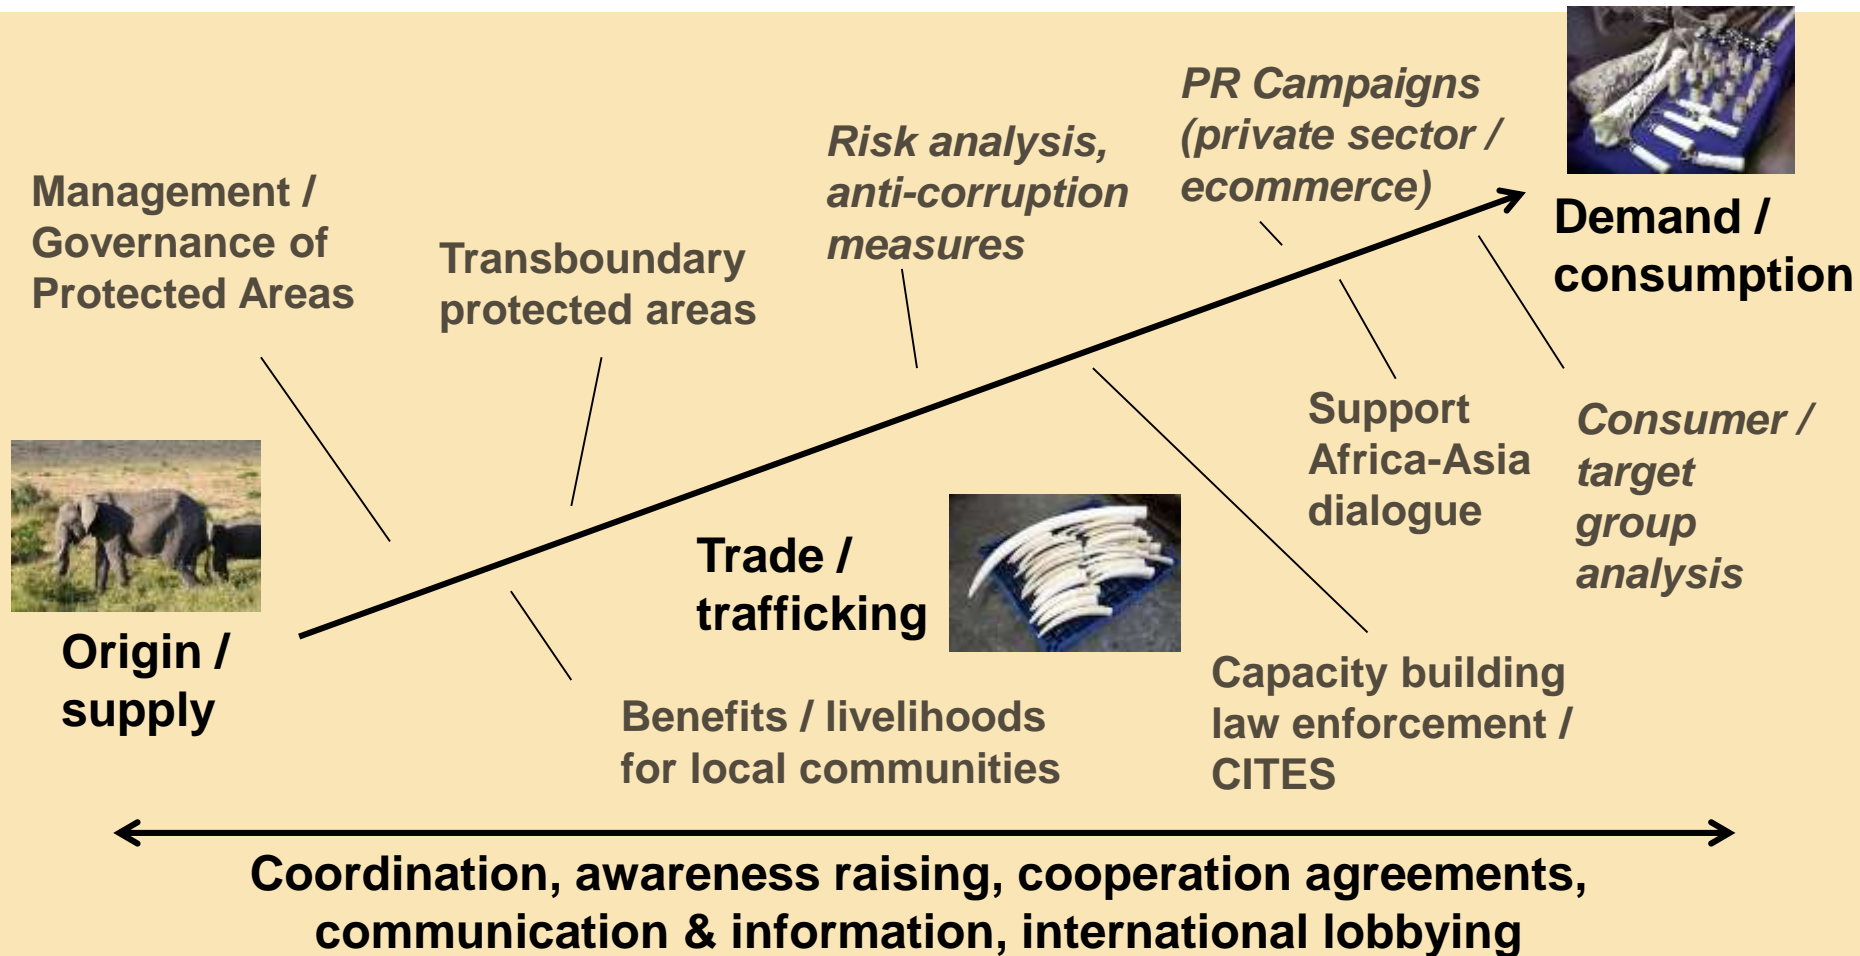 Management /
Governance of
Protected Areas
Transboundary
protected areas
Risk analysis,
anti-corruption
measures
PR Campaigns
(private sector /
ecommerce)
Demand /
consumption
Origin /
supply
Trade /
trafficking
Support
Africa-Asia
dialogue
Consumer /
target
group
analysis
Benefits / livelihoods
for local communities
Capacity building
law enforcement /
CITES
Coordination, awareness raising, cooperation agreements,
communication & information, international lobbying